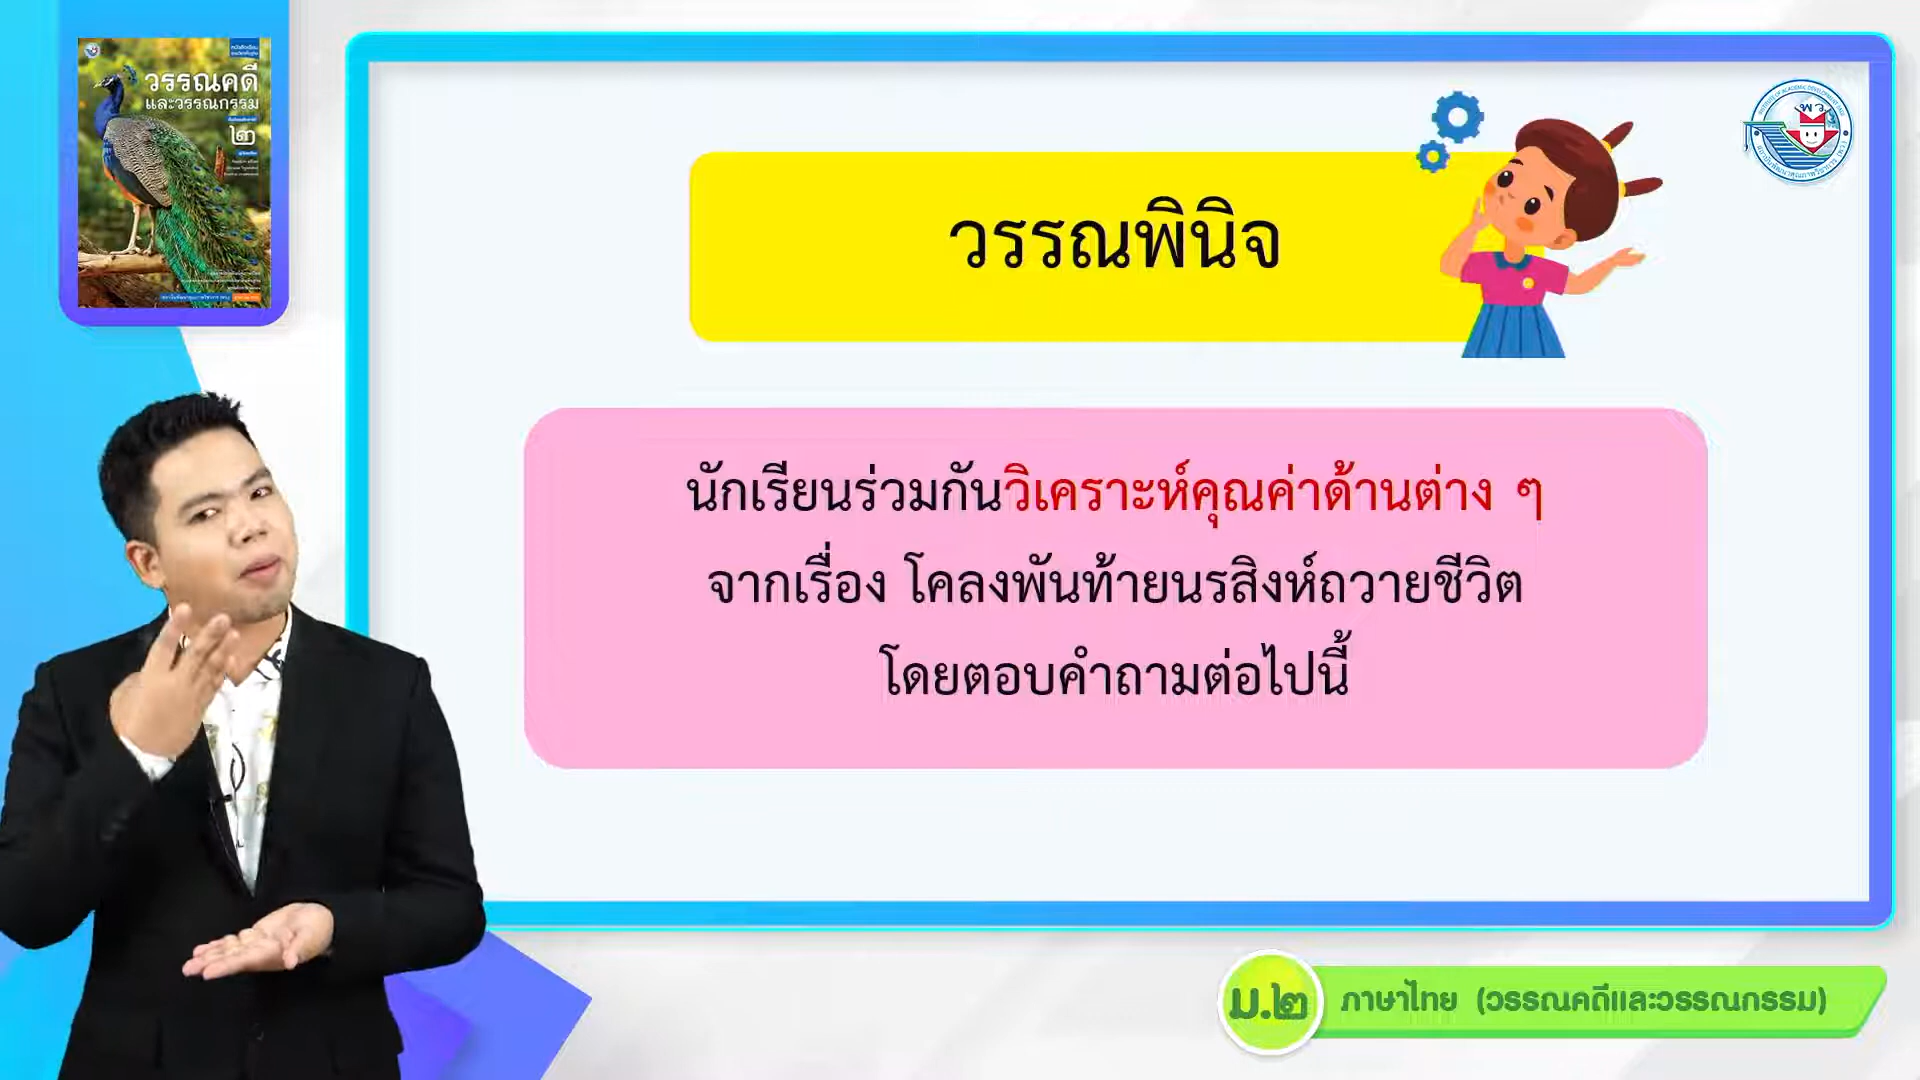 วรรณคดี
และวรรณกรรม
๒
วรรณพินิจ
พว
นักเรียนร่วมกันวิเคราะห์คุณค่าด้านต่าง ๆ
จากเรื่อง โคลงพันท้ายนรสิงห์ถวายชีวิต
โดยตอบคำถามต่อไปนี้
ม.๒ ภาษาไทย (วรรณคดีและวรรณกรรม)